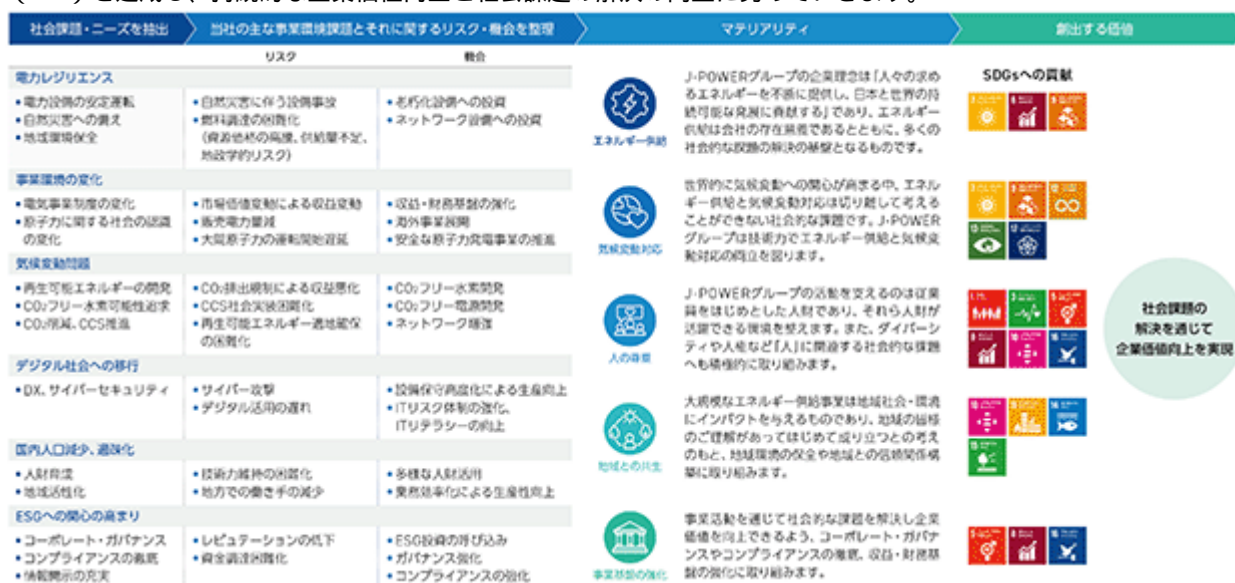 社会課題・ニーズを抽出
当社の主な事業環境課題とそれに関するリスク・機会を整理
マテリアリティ
創出する価値
リスク
機会
電力レジリエンス
• 電力設備の安定運転
• 自然災害への備え
• 地域環境保全
• 自然災害に伴う設備事故
• 燃料調達の困難化
(資源価格の高騰、供給量不足、
地政学的リスク)
• 老朽化設備への投資
• ネットワーク設備への投資
事業環境の変化
• 電気事業制度の変化
• 原子力に関する社会の認識
の変化
• 市場価値変動による収益変動
• 販売電力量減
• 大間原子力の運転開始遅延
• 収益・財務基盤の強化
• 海外事業展開
• 安全な原子力発電事業の推進
気候変動問題
• 再生可能エネルギーの開発
• CO₂フリー水素可能性追求
• CO₂削減、CCS推進
• CO₂排出規制による収益悪化
• CCS社会実装困難化
• 再生可能エネルギー適地確保
の困難化
• CO₂フリー水素開発
• CO₂フリー電源開発
• ネットワーク増強
デジタル社会への移行
• DX、サイバーセキュリティ
• サイバー攻撃
• デジタル活用の遅れ
• 設備保守高度化による生産向上
• ITリスク体制の強化、
ITリテラシーの向上
国内人口減少、過疎化
• 人財育成
• 地域活性化
• 技術力維持の困難化
• 地方での働き手の減少
• 多様な人財活用
• 業務効率化による生産性向上
ESGへの関心の高まり
• コーポレート・ガバナンス
• コンプライアンスの徹底
• 情報開示の充実
• レピュテーションの低下
• 資金調達困難化
• ESG投資の呼び込み
• ガバナンス強化
• コンプライアンスの強化
エネルギー供給
J-POWERグループの企業理念は「人々の求め
るエネルギーを不断に提供し、日本と世界の持
続可能な発展に貢献する」であり、エネルギー
供給は会社の存在意義であるとともに、多くの
社会的な課題の解決の基盤となるものです。
気候変動対応
世界的に気候変動への関心が高まる中、エネル
ギー供給と気候変動対応は切り離して考える
ことができない社会的な課題です。J-POWER
グループは技術力でエネルギー供給と気候変
動対応の両立を図ります。
人の尊重
J-POWERグループの活動を支えるのは従業
員をはじめとした人財であり、それら人財が
活躍できる環境を整えます。また、ダイバーシ
ティや人権など「人」に関連する社会的な課題
へも積極的に取り組みます。
地域との共生
大規模なエネルギー供給事業は地域社会・環境
にインパクトを与えるものであり、地域の皆様
のご理解があってはじめて成り立つとの考え
のもと、地域環境の保全や地域との信頼関係構
築に取り組みます。
事業基盤の強化
事業活動を通じて社会的な課題を解決し企業
価値を向上できるよう、コーポレート・ガバナ
ンスやコンプライアンスの徹底、収益・財務基
盤の強化に取り組みます。
SDGsへの貢献
社会課題の
解決を通じて
企業価値向上を実現